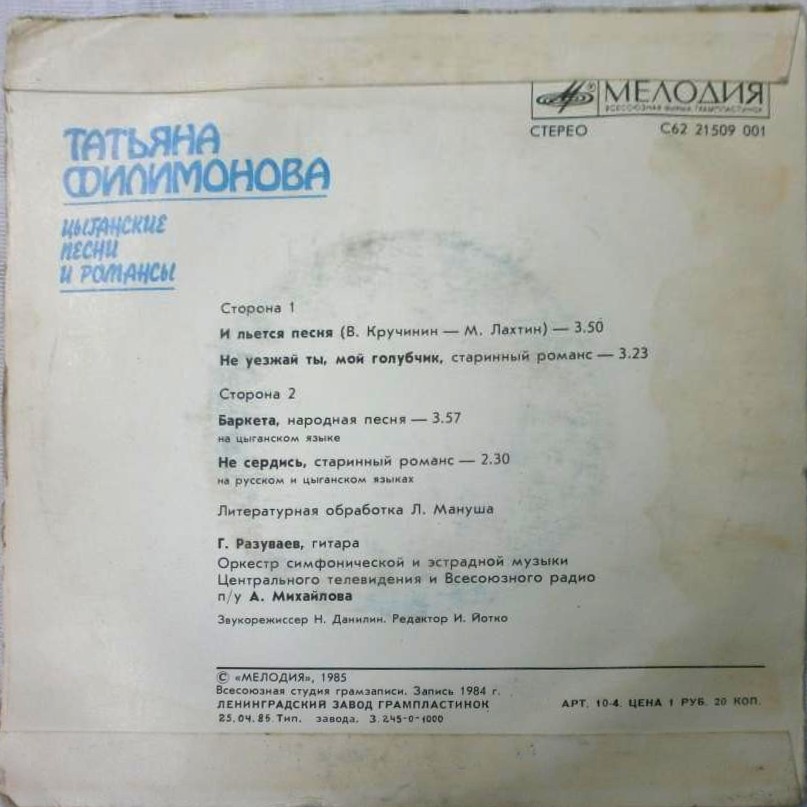 МЕЛОДИЯ
ВСЕСОЮЗНАЯ ФИРМА ГРАМПЛАСТИНОК
СТЕРЕО С62 21509 001
ТАТЬЯНА
ФИЛИМОНОВА
ЦЫГАНСКИЕ
ПЕСНИ
И РОМАНСЫ
Сторона 1
И льется песня (В. Кручинин — М. Лахтин) — 3.50
Не уезжай ты, мой голубчик, старинный романс — 3.23
Сторона 2
Баркета, народная песня — 3.57
на цыганском языке
Не сердись, старинный романс — 2.30
на русском и цыганском языках
Литературная обработка Л. Мануша
Г. Разуваев, гитара
Оркестр симфонической и эстрадной музыки
Центрального телевидения и Всесоюзного радио
п/у А. Михайлова
Звукорежиссер Н. Данилин. Редактор И. Йотко
© «МЕЛОДИЯ», 1985
Всесоюзная студия грамзаписи. Запись 1984 г.
ЛЕНИНГРАДСКИЙ ЗАВОД ГРАМПЛАСТИНОК АРТ. 10-4. ЦЕНА 1 РУБ. 20 КОП.
25.04.85. Тип. завода. З. 245-0-1000